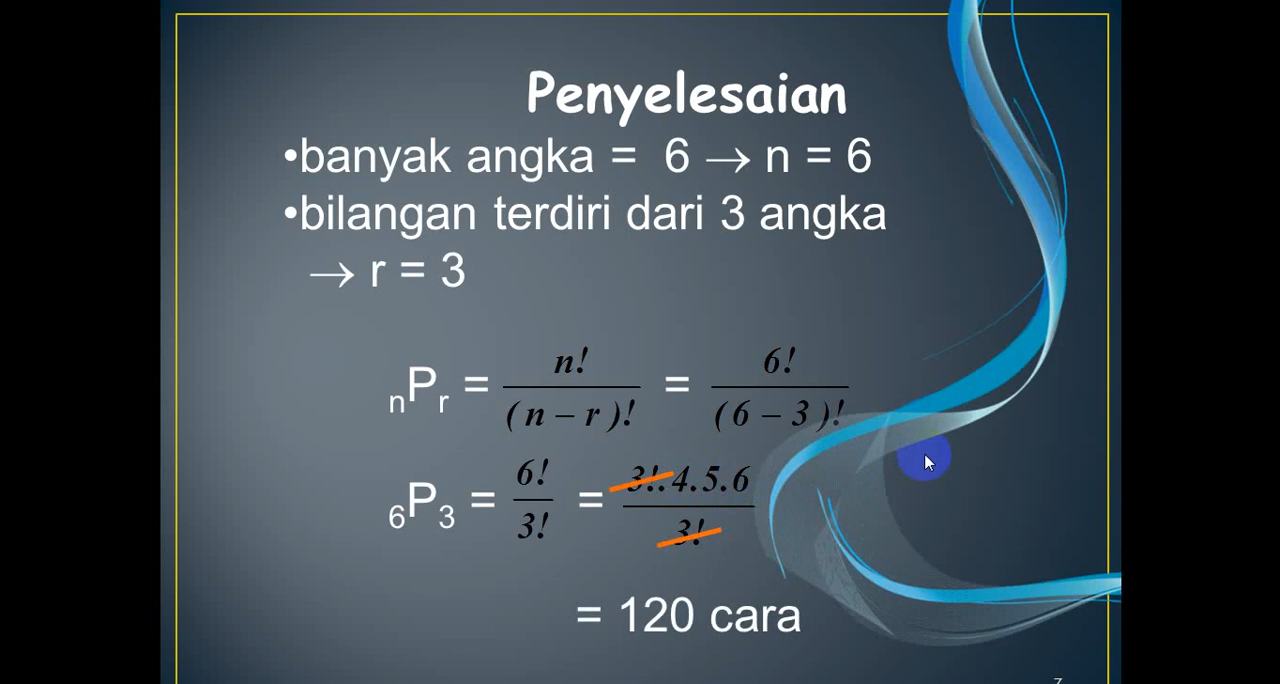 Penyelesaian
•banyak angka = 6 → n = 6
•bilangan terdiri dari 3 angka
→ r = 3
nPr = n! / (n – r)! = 6! / (6 – 3)!
6P3 = 6! / 3! = 3!.4.5.6 / 3!
= 120 cara